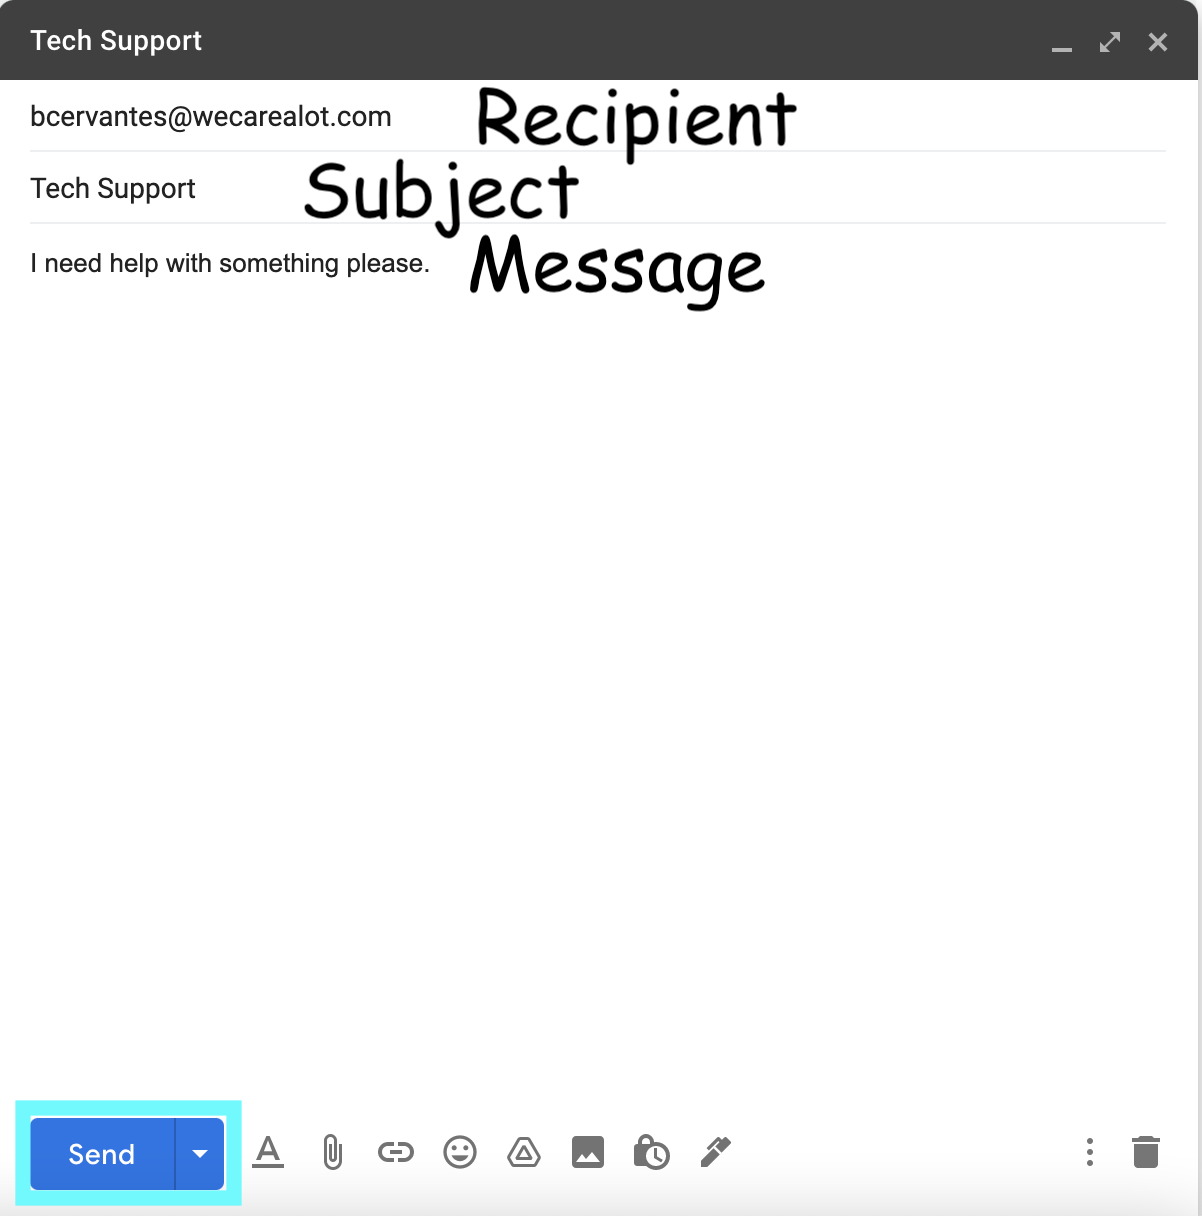 Tech Support
bcervantes@wecarealot.com Recipient
Tech Support Subject
I need help with something please. Message
Send